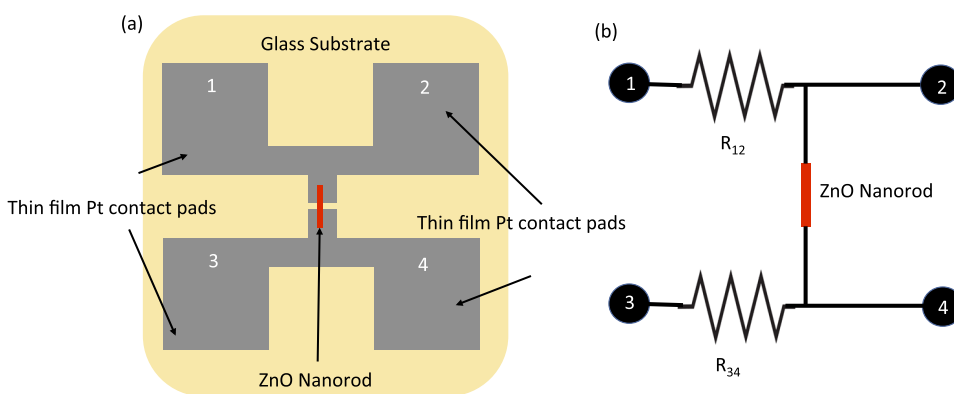 (a)
Glass Substrate
1
2
Thin film Pt contact pads
Thin film Pt contact pads
3
4
ZnO Nanorod
(b)
1
2
R₁₂
ZnO Nanorod
3
4
R₃₄